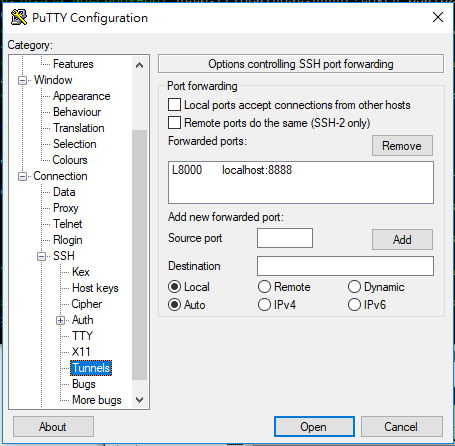 PuTTY Configuration
Category:
Features
Window
Appearance
Behaviour
Translation
Selection
Colours
Connection
Data
Proxy
Telnet
Rlogin
SSH
Kex
Host keys
Cipher
Auth
TTY
X11
Tunnels
Bugs
More bugs
Options controlling SSH port forwarding
Port forwarding
Local ports accept connections from other hosts
Remote ports do the same (SSH-2 only)
Forwarded ports:
Remove
L8000 localhost:8888
Add new forwarded port:
Source port
Add
Destination
Local Remote Dynamic
Auto IPv4 IPv6
About
Open
Cancel